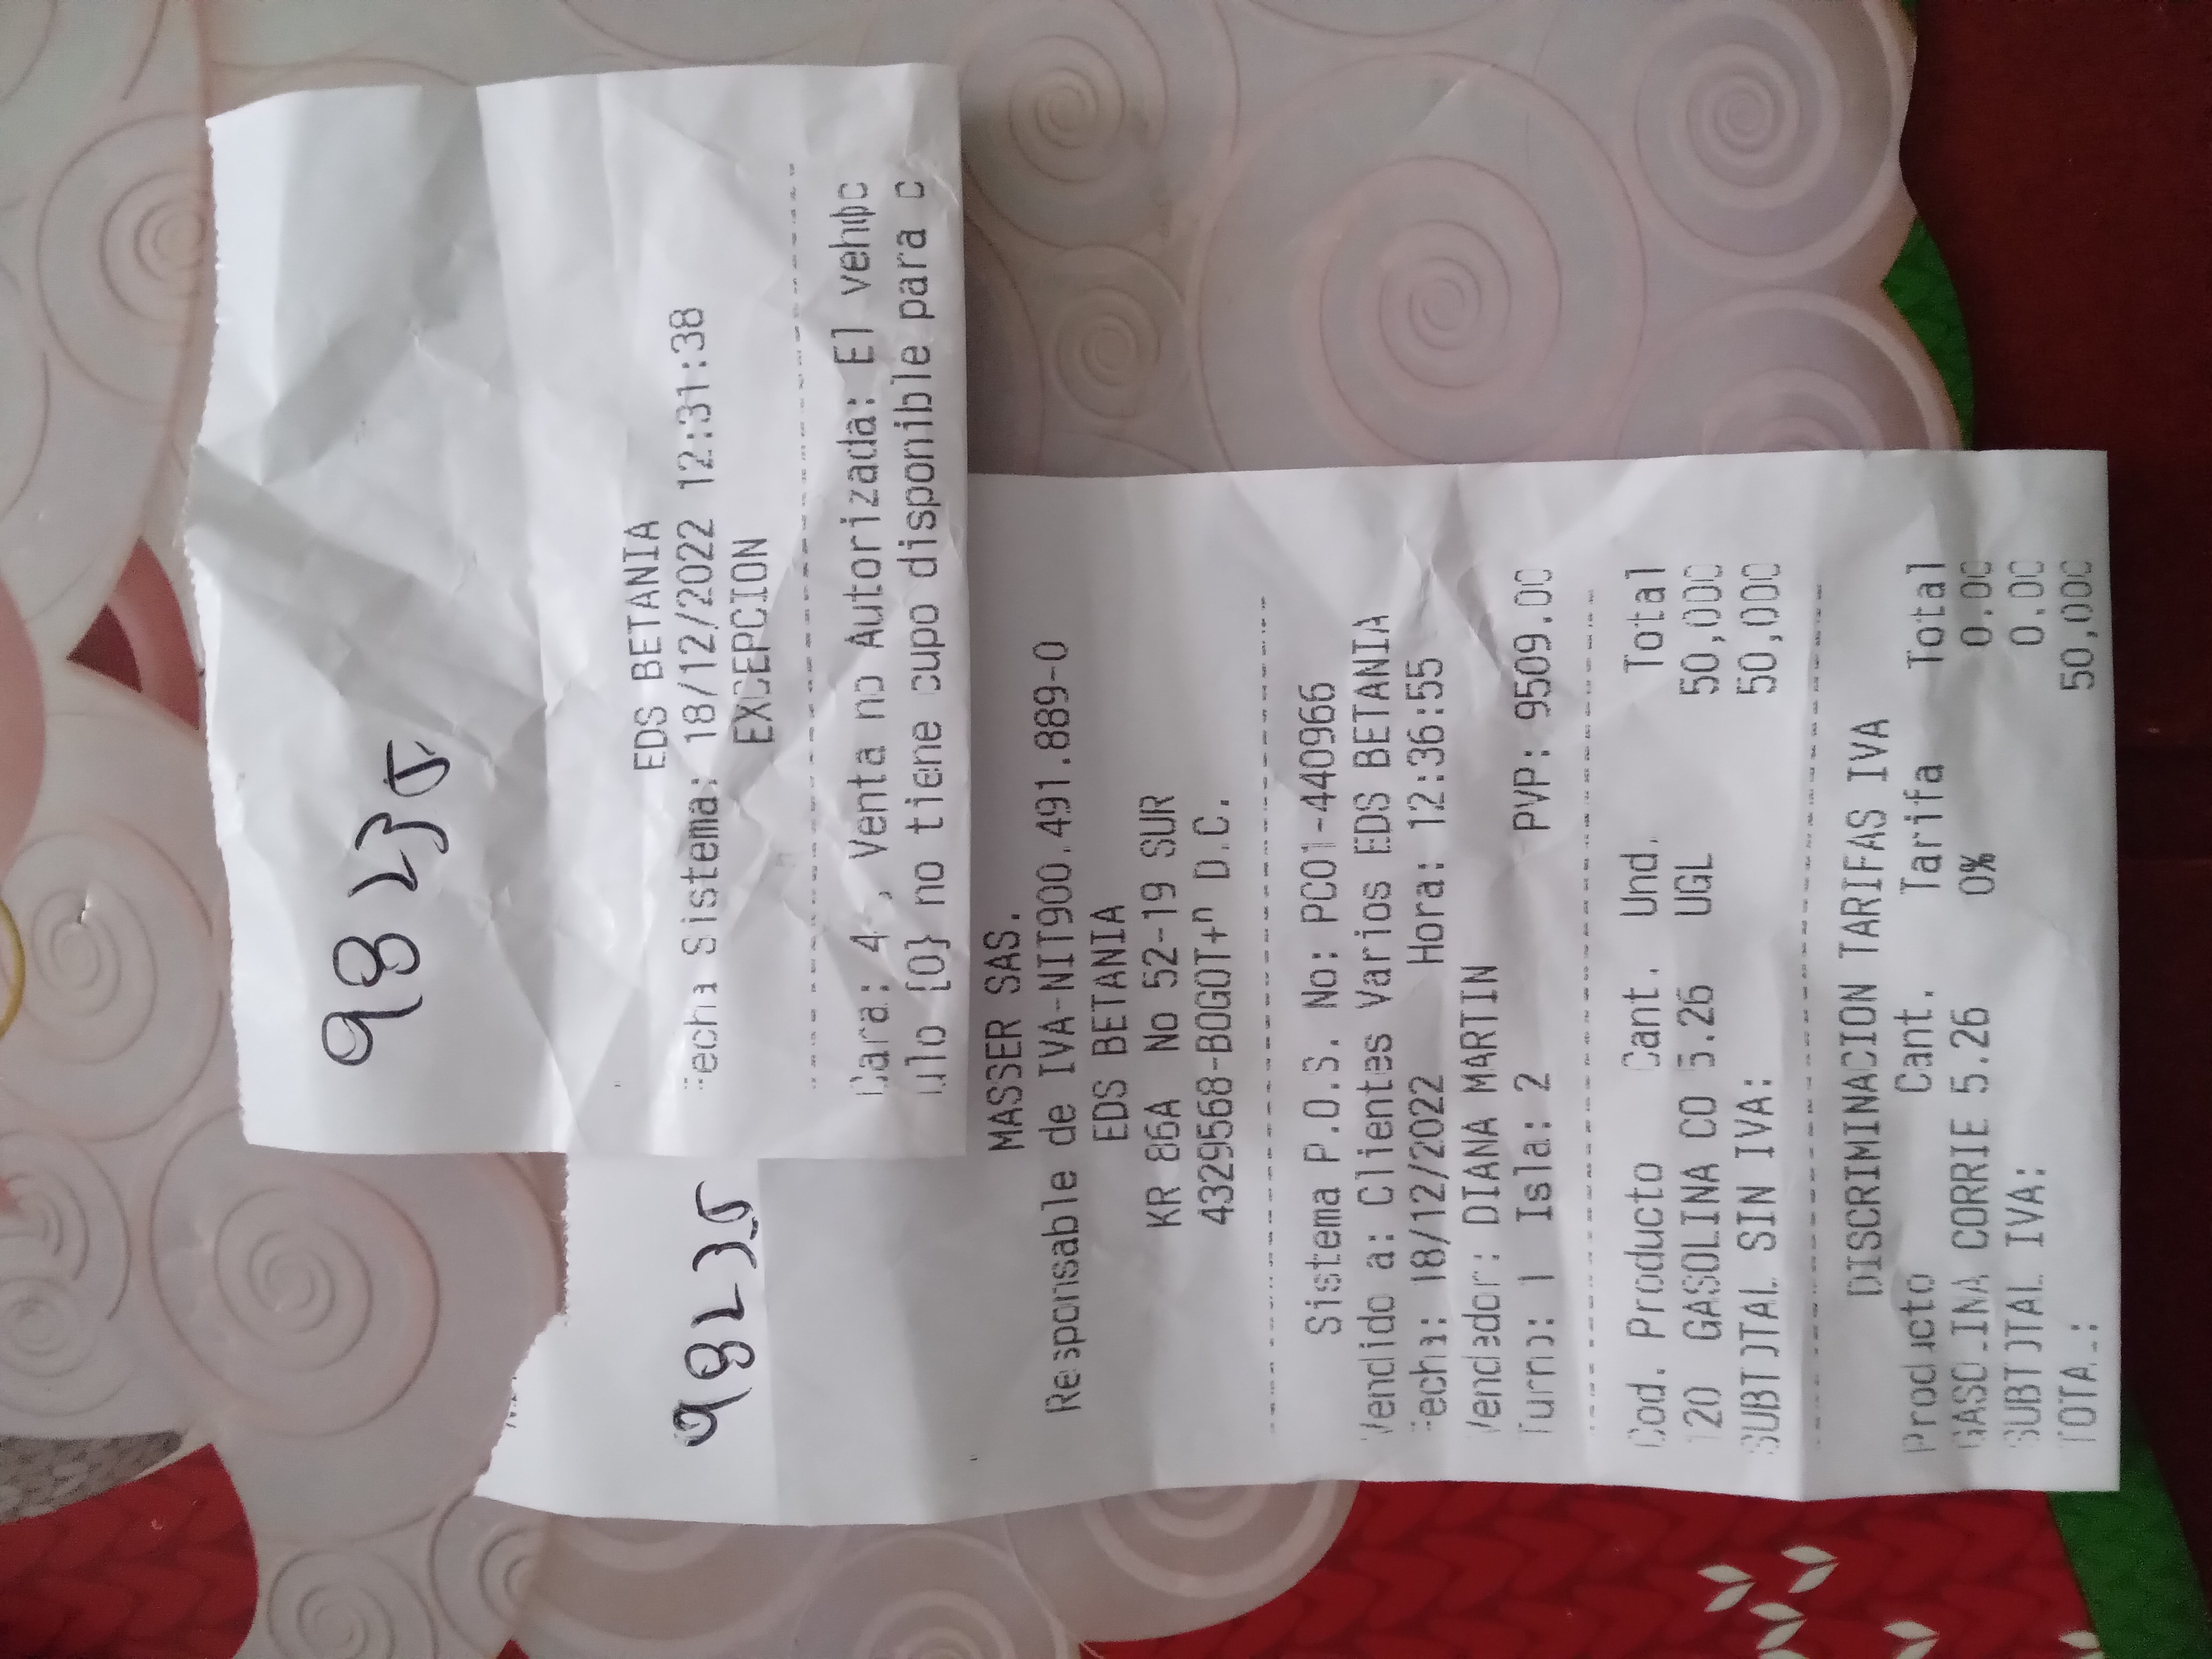 98235
EDS BETANIA
Fecha Sistema: 18/12/2022 12:31:38
EXCEPCION
Cara: 4 , Venta no Autorizada: El vehφc
ulo {0} no tiene cupo disponible para c
98235
MASSER SAS.
Responsable de IVA-NIT900.491.889-0
EDS BETANIA
KR 86A No 52-19 SUR
4329568-BOGOT+ⁿ D.C.
Sistema P.O.S. No: PC01-440966
Vendido a: Clientes Varios EDS BETANIA
Fecha: 18/12/2022 Hora: 12:36:55
Vendedor: DIANA MARTIN
Turno: 1 Isla: 2 PVP: 9509.00
Cod. Producto Cant. Und. Total
120 GASOLINA CO 5.26 UGL 50,000
SUBTOTAL SIN IVA: 50,000
DISCRIMINACION TARIFAS IVA
Producto Cant. Tarifa Total
GASOLINA CORRIE 5.26 0% 0.00
SUBTOTAL IVA: 0.00
TOTAL: 50,000